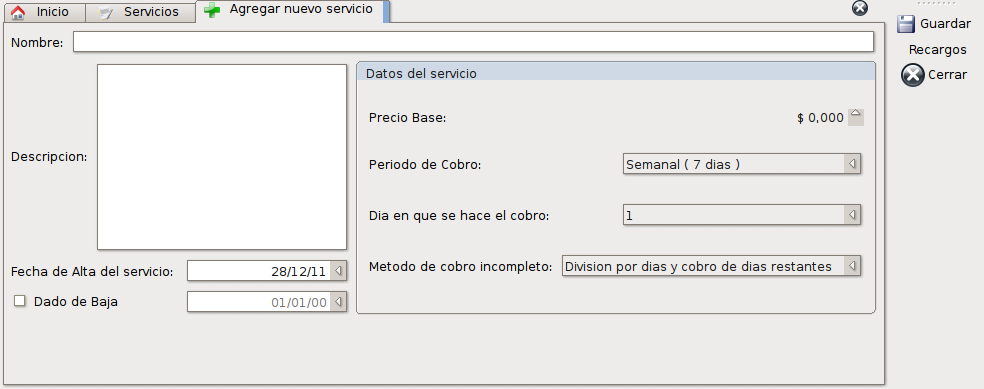 Inicio
Servicios
Agregar nuevo servicio
Guardar
Recargos
Cerrar
Nombre:
Descripcion:
Datos del servicio
Precio Base:
$ 0,000
Periodo de Cobro:
Semanal ( 7 dias )
Dia en que se hace el cobro:
1
Metodo de cobro incompleto:
Division por dias y cobro de dias restantes
Fecha de Alta del servicio:
28/12/11
Dado de Baja
01/01/00